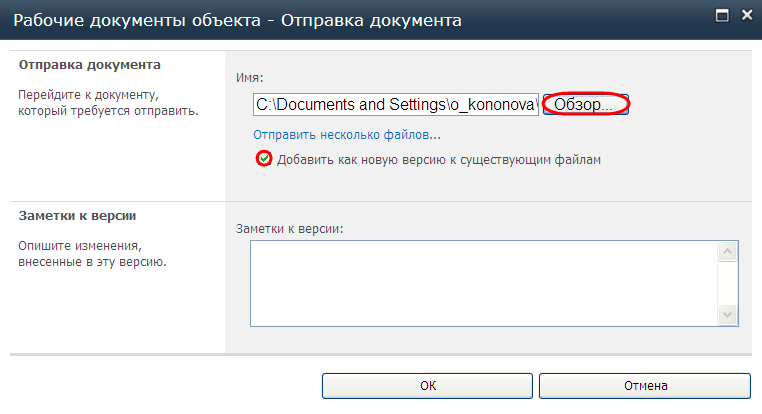 Рабочие документы объекта - Отправка документа
Отправка документа
Перейдите к документу,
который требуется отправить.
Имя:
C:\Documents and Settings\o_kononova\
Обзор...
Отправить несколько файлов...
Добавить как новую версию к существующим файлам
Заметки к версии
Опишите изменения,
внесенные в эту версию.
Заметки к версии:
ОК
Отмена